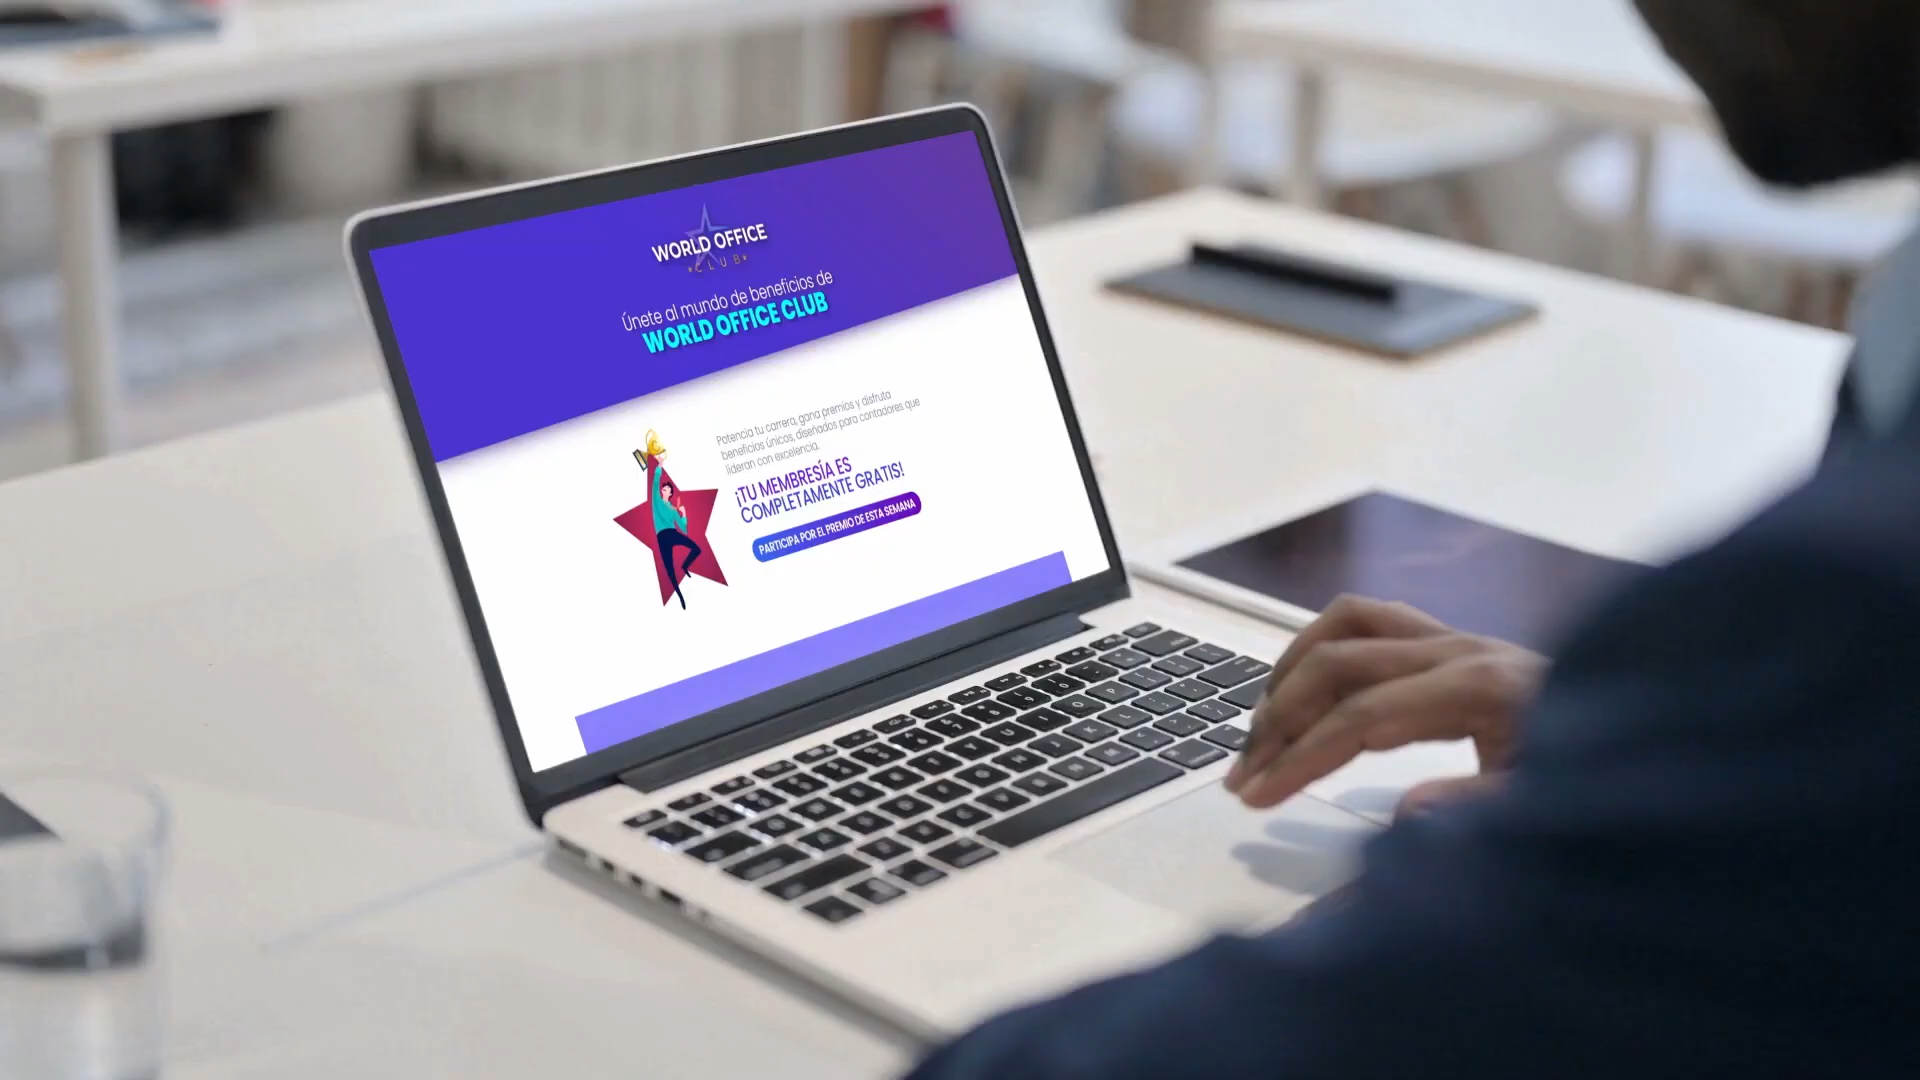 WORLD OFFICE
CLUB
Únete al mundo de beneficios de
WORLD OFFICE CLUB
Potencia tu carrera, gana premios y disfruta
beneficios únicos, diseñados para contadores que
lideran con excelencia.
¡TU MEMBRESÍA ES
COMPLETAMENTE GRATIS!
PARTICIPA POR EL PREMIO DE ESTA SEMANA